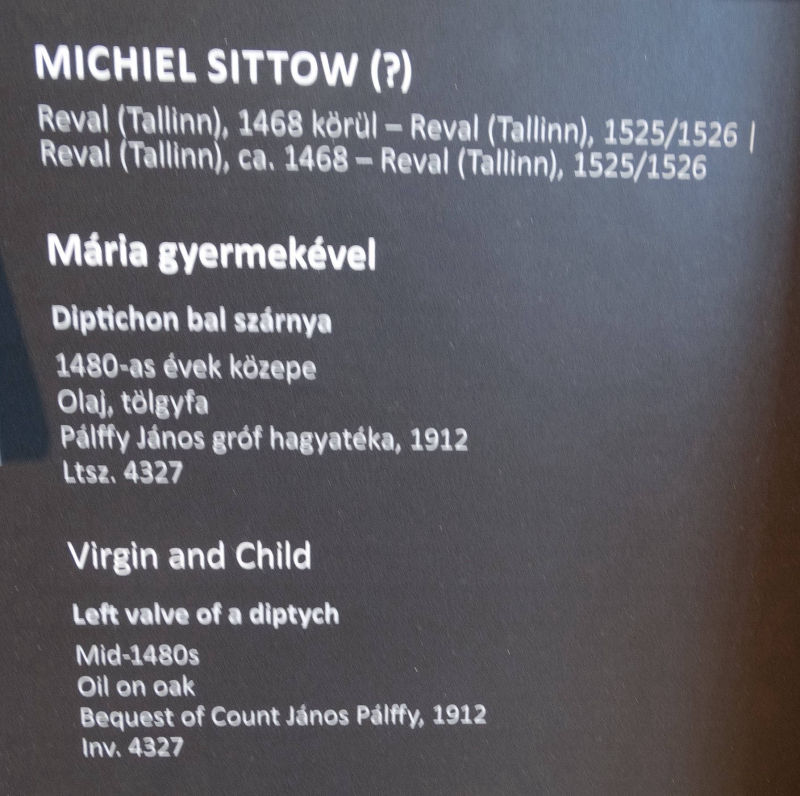 MICHIEL SITTOW (?)
Reval (Tallinn), 1468 körül – Reval (Tallinn), 1525/1526 |
Reval (Tallinn), ca. 1468 – Reval (Tallinn), 1525/1526
Mária gyermekével
Diptichon bal szárnya
1480-as évek közepe
Olaj, tölgyfa
Pálffy János gróf hagyatéka, 1912
Ltsz. 4327
Virgin and Child
Left valve of a diptych
Mid-1480s
Oil on oak
Bequest of Count János Pálffy, 1912
Inv. 4327